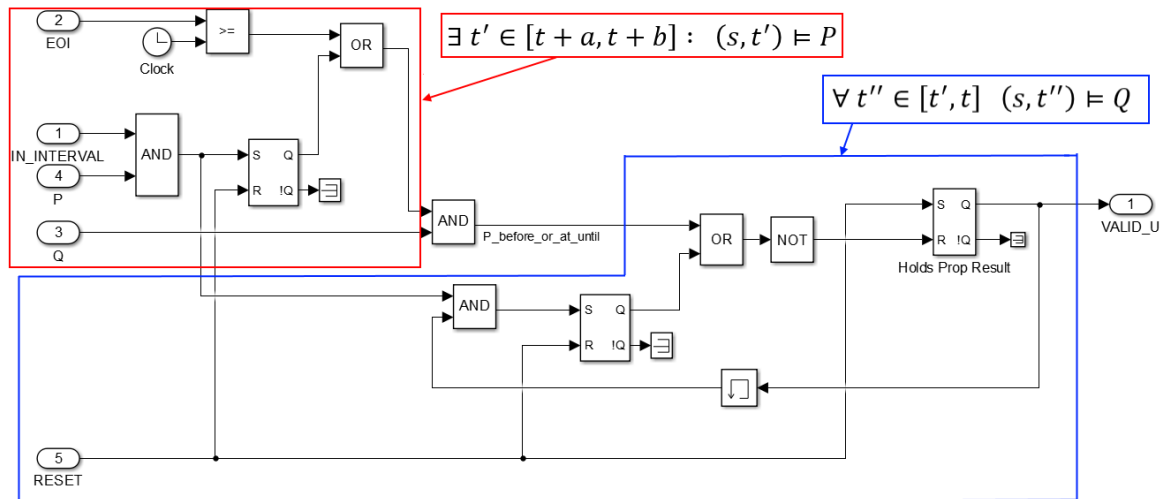 2
EOI
>=
Clock
OR
∃ t′ ∈ [t + a, t + b] : (s, t′) ⊨ P
∀ t′′ ∈ [t′, t] (s, t′′) ⊨ Q
1
IN_INTERVAL
AND
4
P
S Q
R !Q
3
Q
AND
P_before_or_at_until
OR
NOT
S Q
R !Q
Holds Prop Result
1
VALID_U
AND
S Q
R !Q
5
RESET